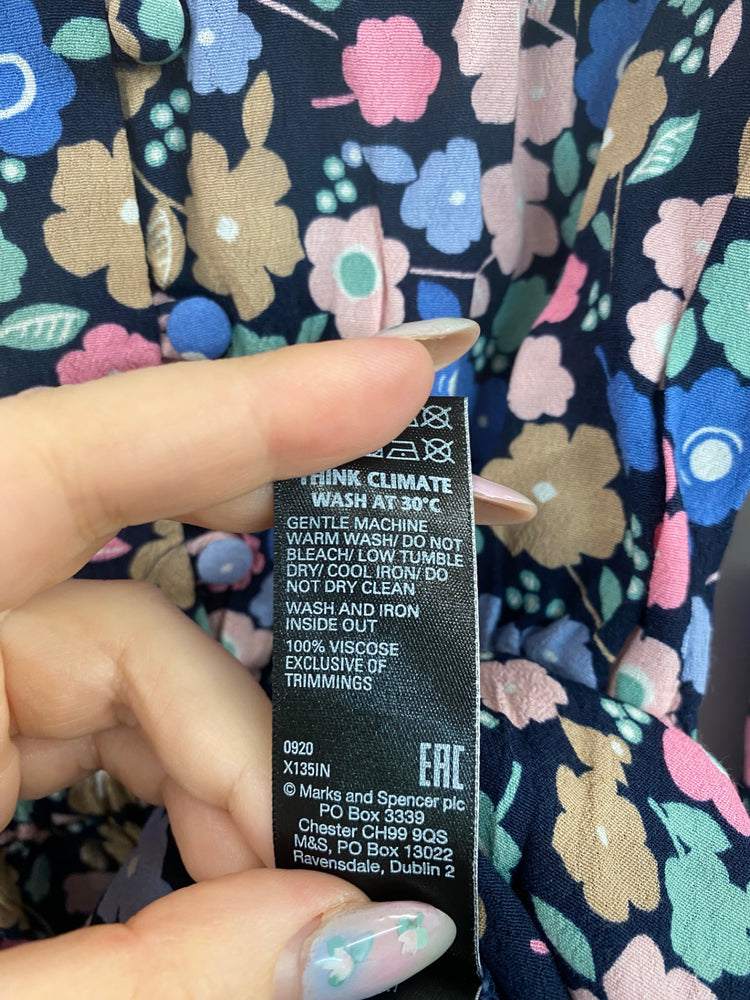 THINK CLIMATE
WASH AT 30°C
GENTLE MACHINE
WARM WASH/ DO NOT
BLEACH/ LOW TUMBLE
DRY/ COOL IRON/ DO
NOT DRY CLEAN
WASH AND IRON
INSIDE OUT
100% VISCOSE
EXCLUSIVE OF
TRIMMINGS
0920
X135IN
EAC
© Marks and Spencer plc
PO Box 3339
Chester CH99 9QS
M&S, PO Box 13022
Ravensdale, Dublin 2